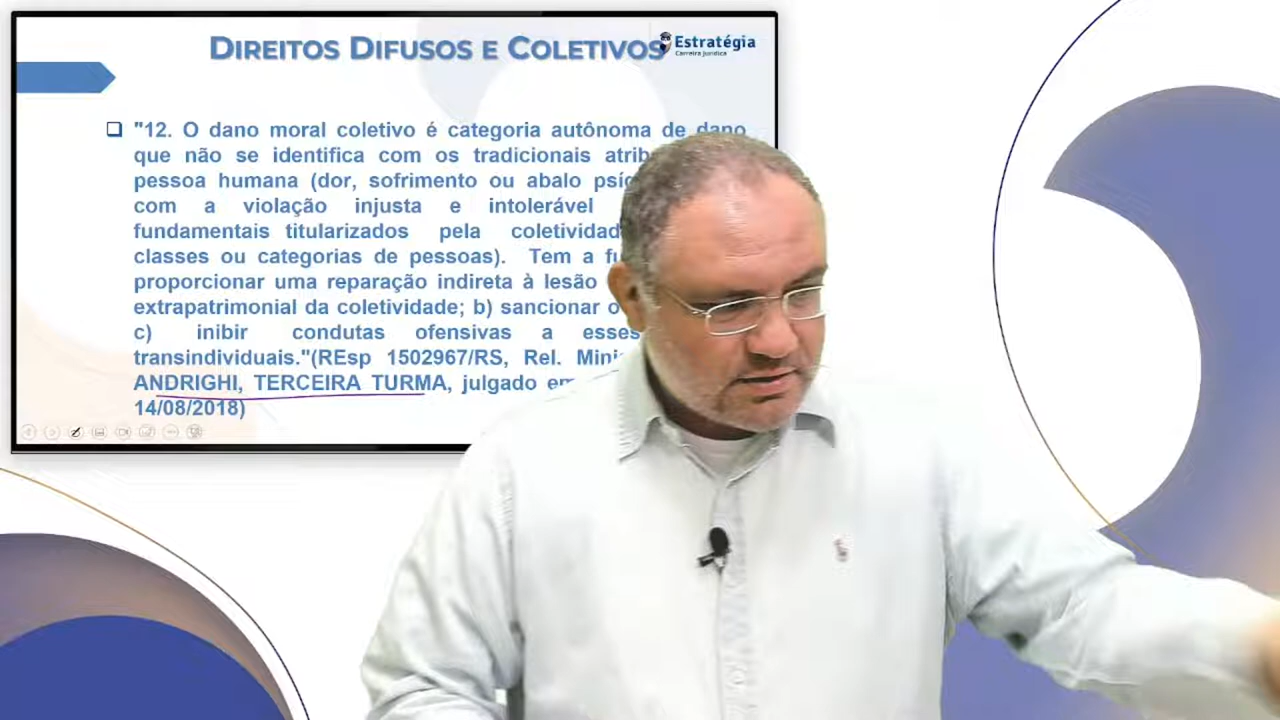 DIREITOS DIFUSOS E COLETIVOS
Estratégia
Carreira Jurídica
"12. O dano moral coletivo é categoria autônoma de dano
que não se identifica com os tradicionais
pessoa humana (dor, sofrimento ou abalo
com a violação injusta e intolerável
fundamentais titularizados pela
classes ou categorias de pessoas). Tem a
proporcionar uma reparação indireta à lesão
extrapatrimonial da coletividade; b) sancionar o
c) inibir condutas ofensivas a esses
transindividuais."(REsp 1502967/RS, Rel.
ANDRIGHI, TERCEIRA TURMA, julgado em
14/08/2018)